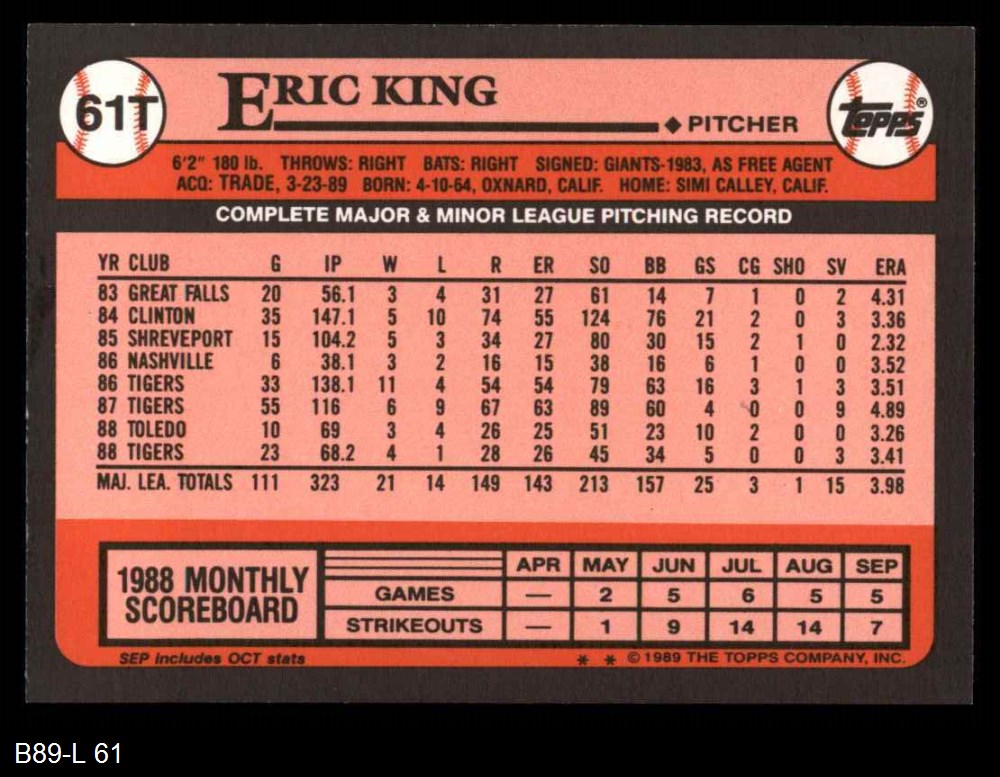 61T
ERIC KING
PITCHER
TOPPS®
6'2" 180 lb. THROWS: RIGHT BATS: RIGHT SIGNED: GIANTS-1983, AS FREE AGENT
ACQ: TRADE, 3-23-89 BORN: 4-10-64, OXNARD, CALIF. HOME: SIMI CALLEY, CALIF.
COMPLETE MAJOR & MINOR LEAGUE PITCHING RECORD
YR CLUB G IP W L R ER SO BB GS CG SHO SV ERA
83 GREAT FALLS 20 56.1 3 4 31 27 61 14 7 1 0 2 4.31
84 CLINTON 35 147.1 5 10 74 55 124 76 21 2 0 3 3.36
85 SHREVEPORT 15 104.2 5 3 34 27 80 30 15 2 1 0 2.32
86 NASHVILLE 6 38.1 3 2 16 15 38 16 6 1 0 0 3.52
86 TIGERS 33 138.1 11 4 54 54 79 63 16 3 1 3 3.51
87 TIGERS 55 116 6 9 67 63 89 60 4 0 0 9 4.89
88 TOLEDO 10 69 3 4 26 25 51 23 10 2 0 0 3.26
88 TIGERS 23 68.2 4 1 28 26 45 34 5 0 0 3 3.41
MAJ. LEA. TOTALS 111 323 21 14 149 143 213 157 25 3 1 15 3.98
1988 MONTHLY SCOREBOARD
APR MAY JUN JUL AUG SEP
GAMES — 2 5 6 5 5
STRIKEOUTS — 1 9 14 14 7
SEP includes OCT stats
* * © 1989 THE TOPPS COMPANY, INC.
B89-L 61